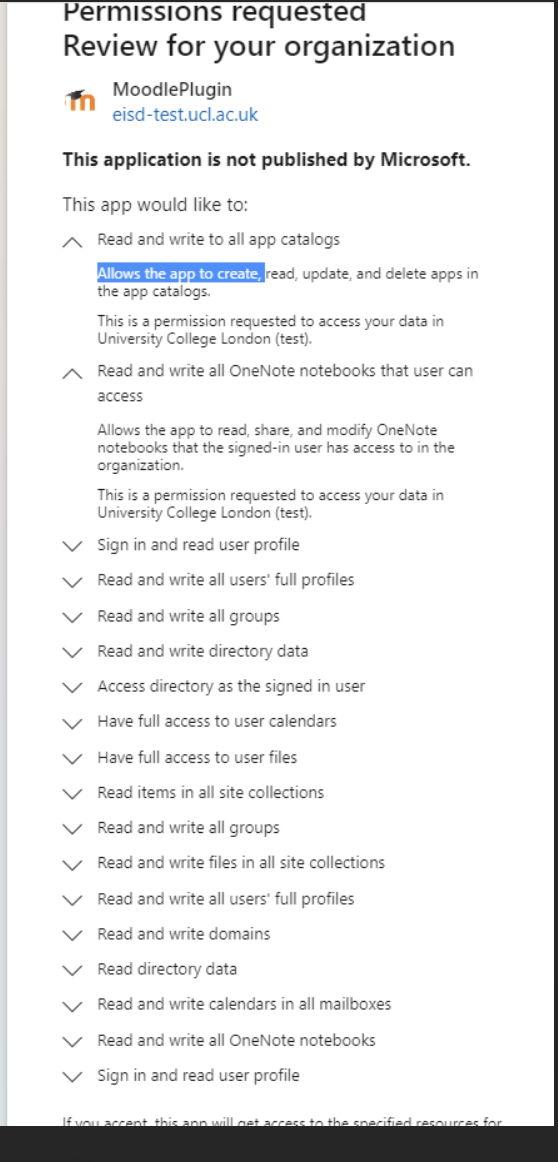 Permissions requested
Review for your organization
MoodlePlugin
eisd-test.ucl.ac.uk
This application is not published by Microsoft.
This app would like to:
Read and write to all app catalogs
Allows the app to create, read, update, and delete apps in
the app catalogs.
This is a permission requested to access your data in
University College London (test).
Read and write all OneNote notebooks that user can
access
Allows the app to read, share, and modify OneNote
notebooks that the signed-in user has access to in the
organization.
This is a permission requested to access your data in
University College London (test).
Sign in and read user profile
Read and write all users' full profiles
Read and write all groups
Read and write directory data
Access directory as the signed in user
Have full access to user calendars
Have full access to user files
Read items in all site collections
Read and write all groups
Read and write files in all site collections
Read and write all users' full profiles
Read and write domains
Read directory data
Read and write calendars in all mailboxes
Read and write all OneNote notebooks
Sign in and read user profile
If you accept, this app will get access to the specified resources for